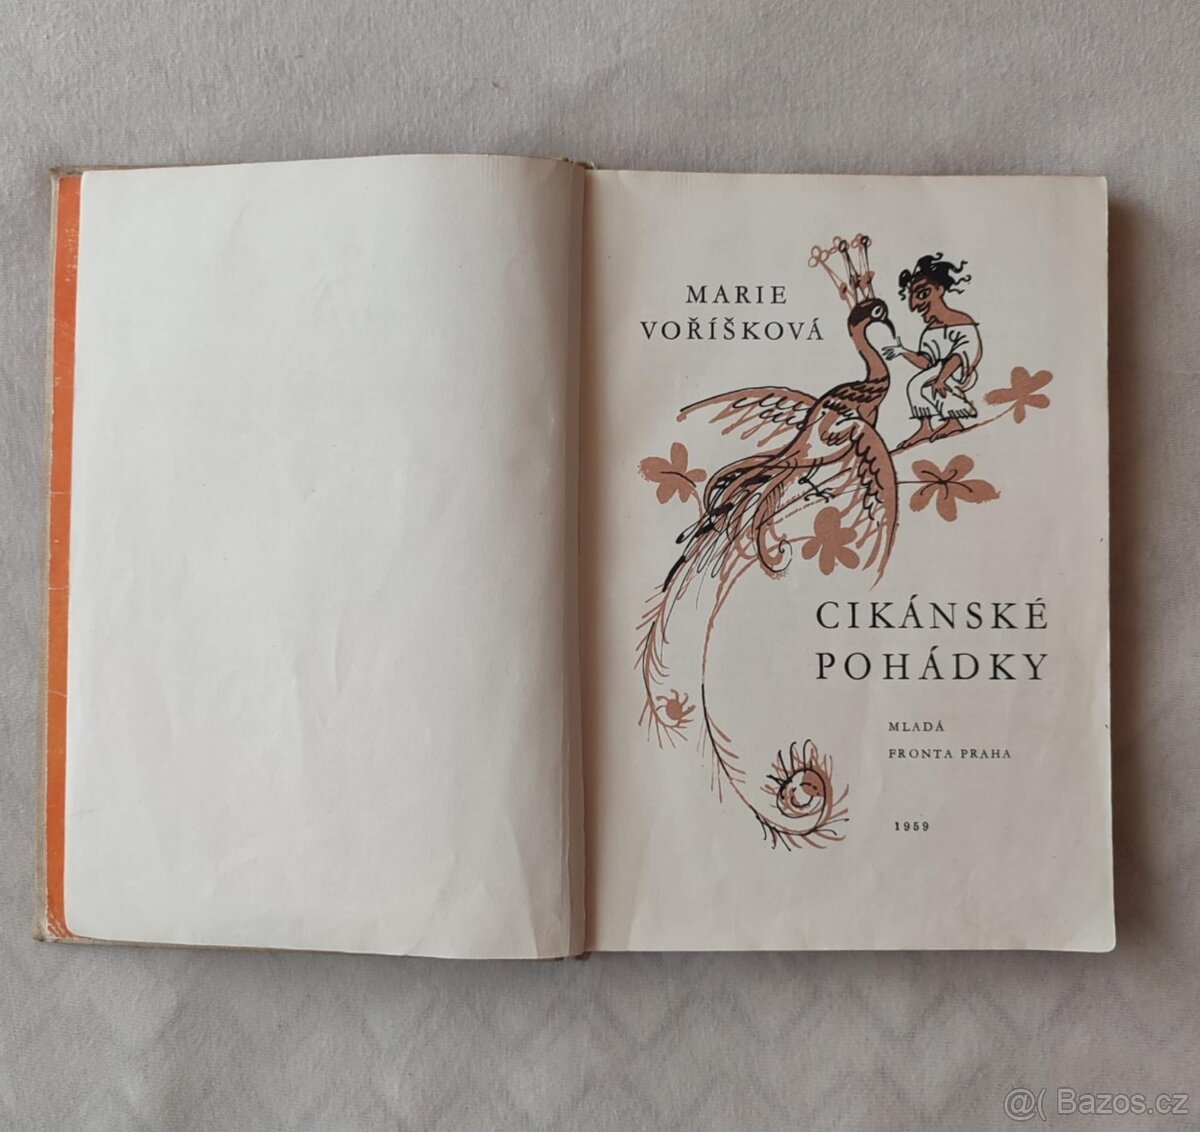 MARIE
VOŘÍŠKOVÁ
CIKÁNSKÉ
POHÁDKY
MLADÁ
FRONTA PRAHA
1959
@( Bazos.cz